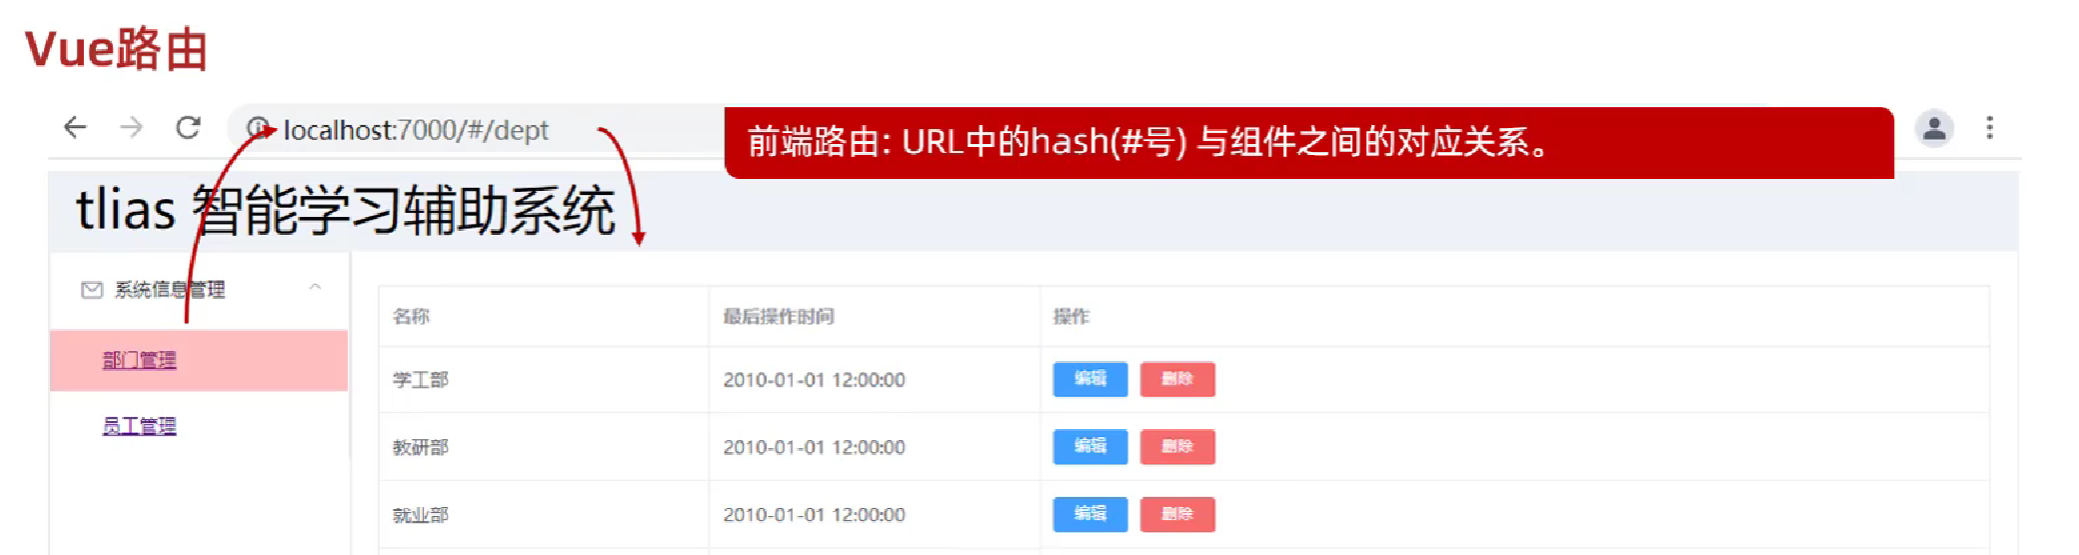 Vue路由
localhost:7000/#/dept
前端路由: URL中的hash(#号) 与组件之间的对应关系。
tlias 智能学习辅助系统
系统信息管理
部门管理
员工管理
名称 最后操作时间 操作
学工部 2010-01-01 12:00:00 编辑 删除
教研部 2010-01-01 12:00:00 编辑 删除
就业部 2010-01-01 12:00:00 编辑 删除